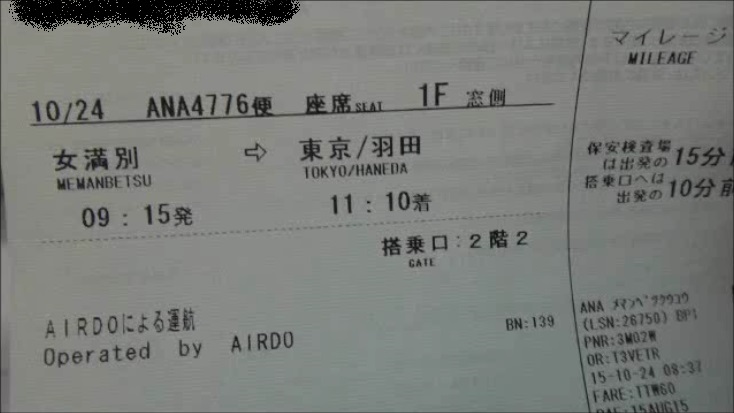 マイレージ
MILEAGE
10/24 ANA4776便 座席SEAT 1F 窓側
女満別 ⇨ 東京/羽田
MEMANBETSU TOKYO/HANEDA
09:15発 11:10着
保安検査場
は出発の15分
搭乗口へは
出発の10分前
搭乗口:2階2
GATE
AIRDOによる運航
Operated by AIRDO
BN:139
ANA メマンベツクウコウ
(LSN:26750) BP1
PNR:3M02W
OR:T3VETR
15-10-24 08:37
FARE:TTW60